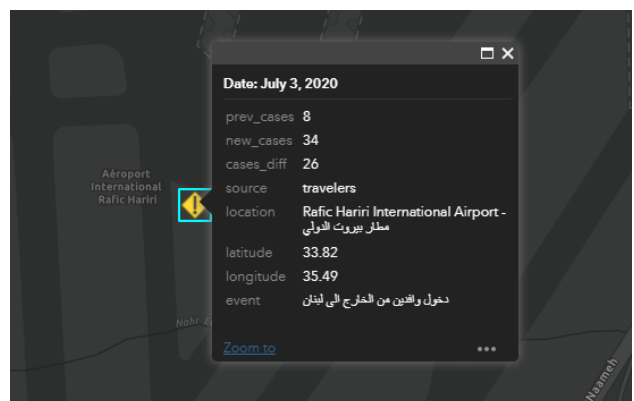 Date: July 3, 2020
prev_cases 8
new_cases 34
cases_diff 26
source travelers
location Rafic Hariri International Airport -
مطار بيروت الدولي
latitude 33.82
longitude 35.49
event دخول وافدين من الخارج الى لبنان
Zoom to
Aéroport
International
Rafic Hariri
Nahr
Naameh